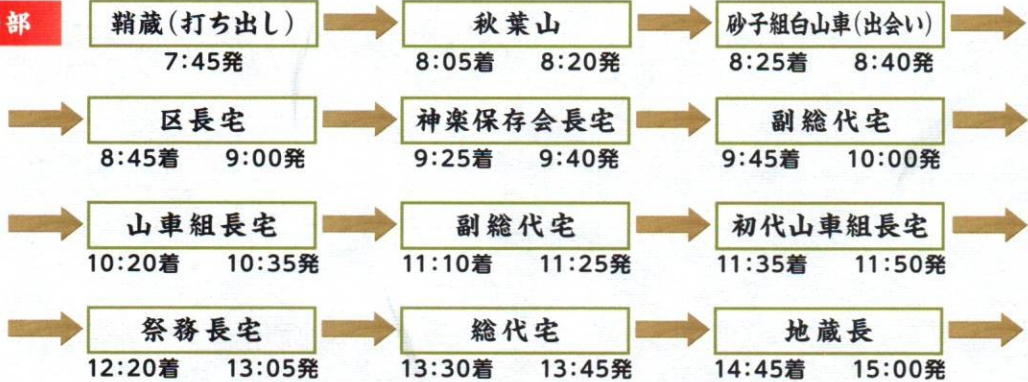 部 鞘蔵(打ち出し) 秋葉山 砂子組白山車(出会い)
7:45発 8:05着 8:20発 8:25着 8:40発
区長宅 神楽保存会長宅 副総代宅
8:45着 9:00発 9:25着 9:40発 9:45着 10:00発
山車組長宅 副総代宅 初代山車組長宅
10:20着 10:35発 11:10着 11:25発 11:35着 11:50発
祭務長宅 総代宅 地蔵長
12:20着 13:05発 13:30着 13:45発 14:45着 15:00発